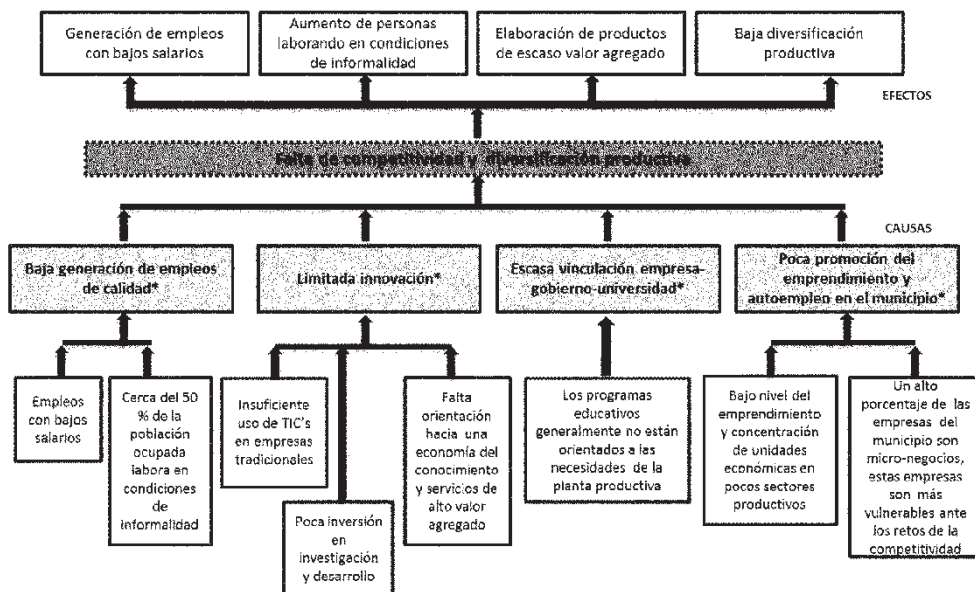 Generación de empleos
con bajos salarios
Aumento de personas
laborando en condiciones
de informalidad
Elaboración de productos
de escaso valor agregado
Baja diversificación
productiva
EFECTOS
Falta de competitividad y diversificación productiva
CAUSAS
Baja generación de empleos
de calidad*
Limitada innovación*
Escasa vinculación empresa-
gobierno-universidad*
Poca promoción del
emprendimiento y
autoempleo en el municipio*
Empleos
con bajos
salarios
Cerca del 50
% de la
población
ocupada
labora en
condiciones
de
informalidad
Insuficiente
uso de TIC's
en empresas
tradicionales
Poca inversión
en
investigación
y desarrollo
Falta
orientación
hacia una
economía del
conocimiento
y servicios de
alto valor
agregado
Los programas
educativos
generalmente no están
orientados a las
necesidades de la
planta productiva
Bajo nivel del
emprendimiento
y concentración
de unidades
económicas en
pocos sectores
productivos
Un alto
porcentaje de las
empresas del
municipio son
micro-negocios,
estas empresas
son más
vulnerables ante
los retos de la
competitividad